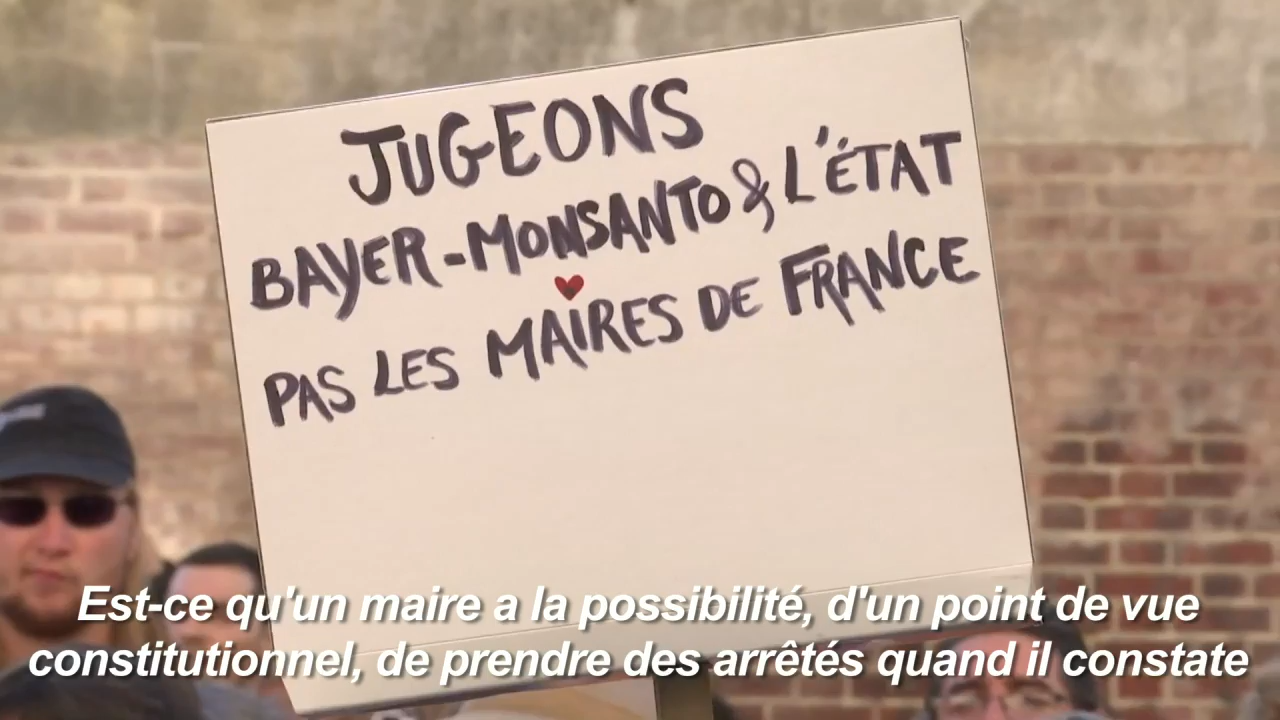 JUGEONS
BAYER-MONSANTO & L'ÉTAT
PAS LES MAIRES DE FRANCE
Est-ce qu'un maire a la possibilité, d'un point de vue
constitutionnel, de prendre des arrêtés quand il constate